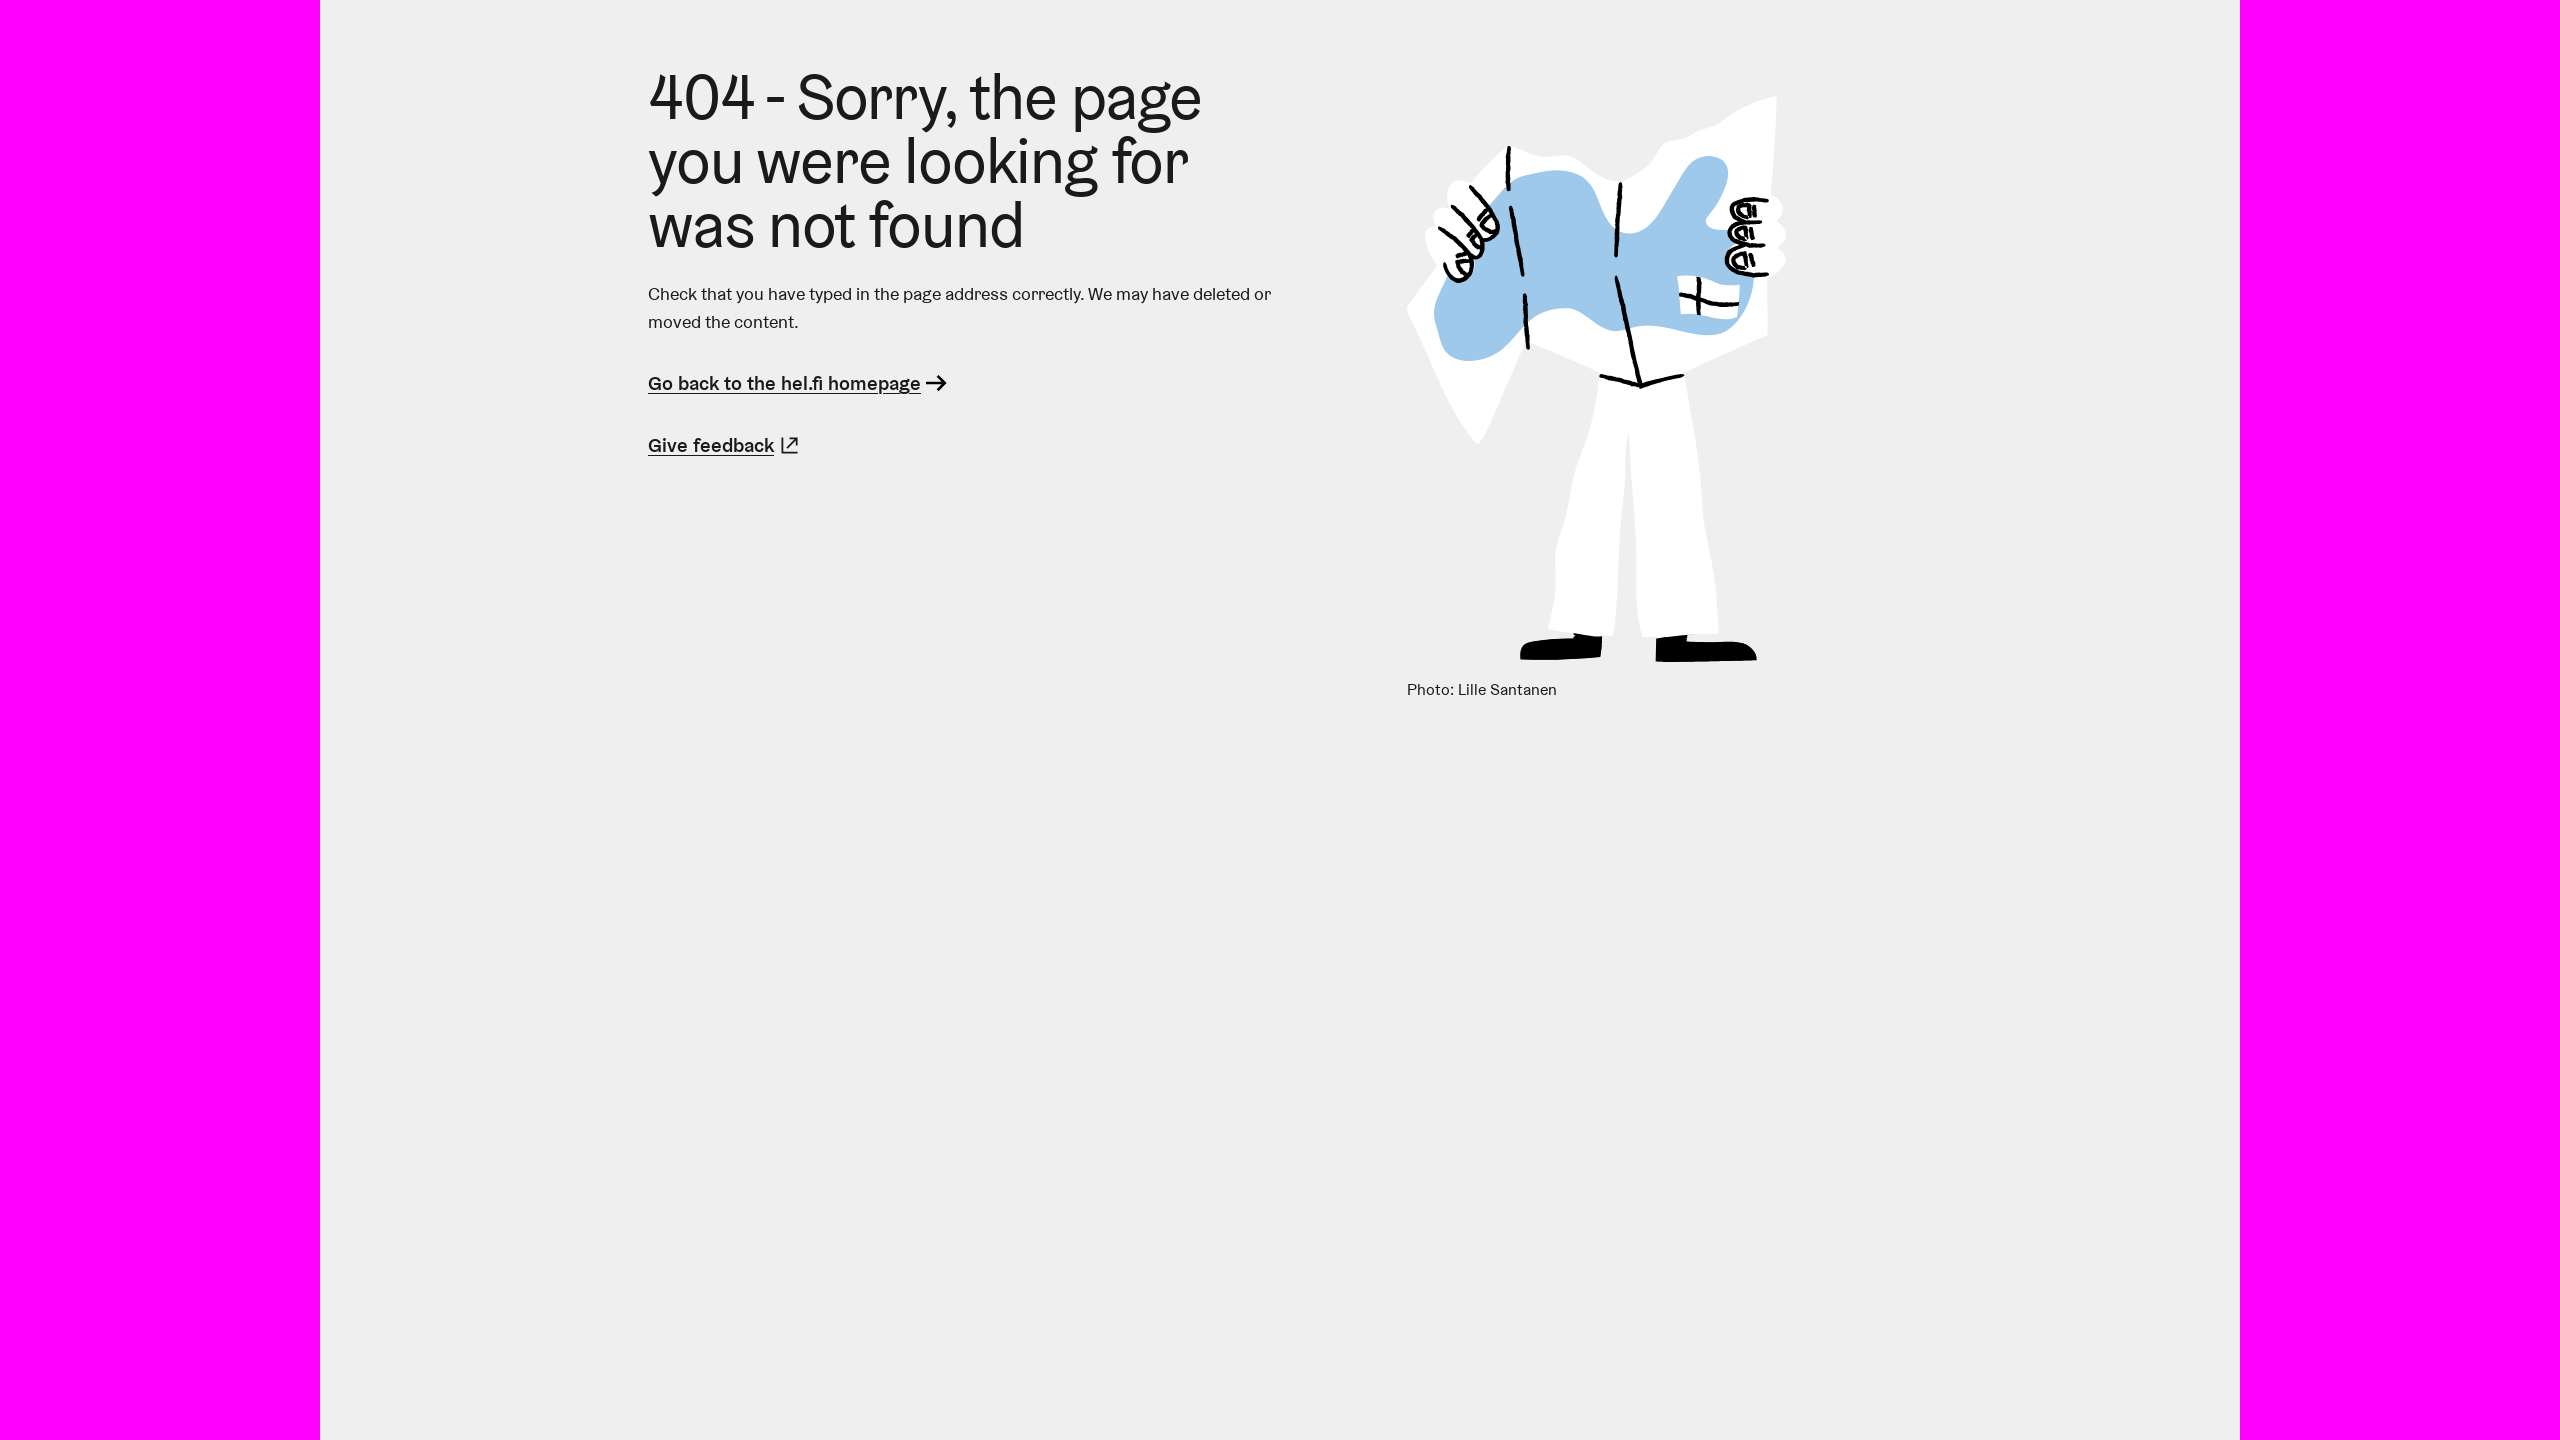 404 - Sorry, the page
you were looking for
was not found
Check that you have typed in the page address correctly. We may have deleted or
moved the content.
Go back to the hel.fi homepage
Give feedback
Photo: Lille Santanen